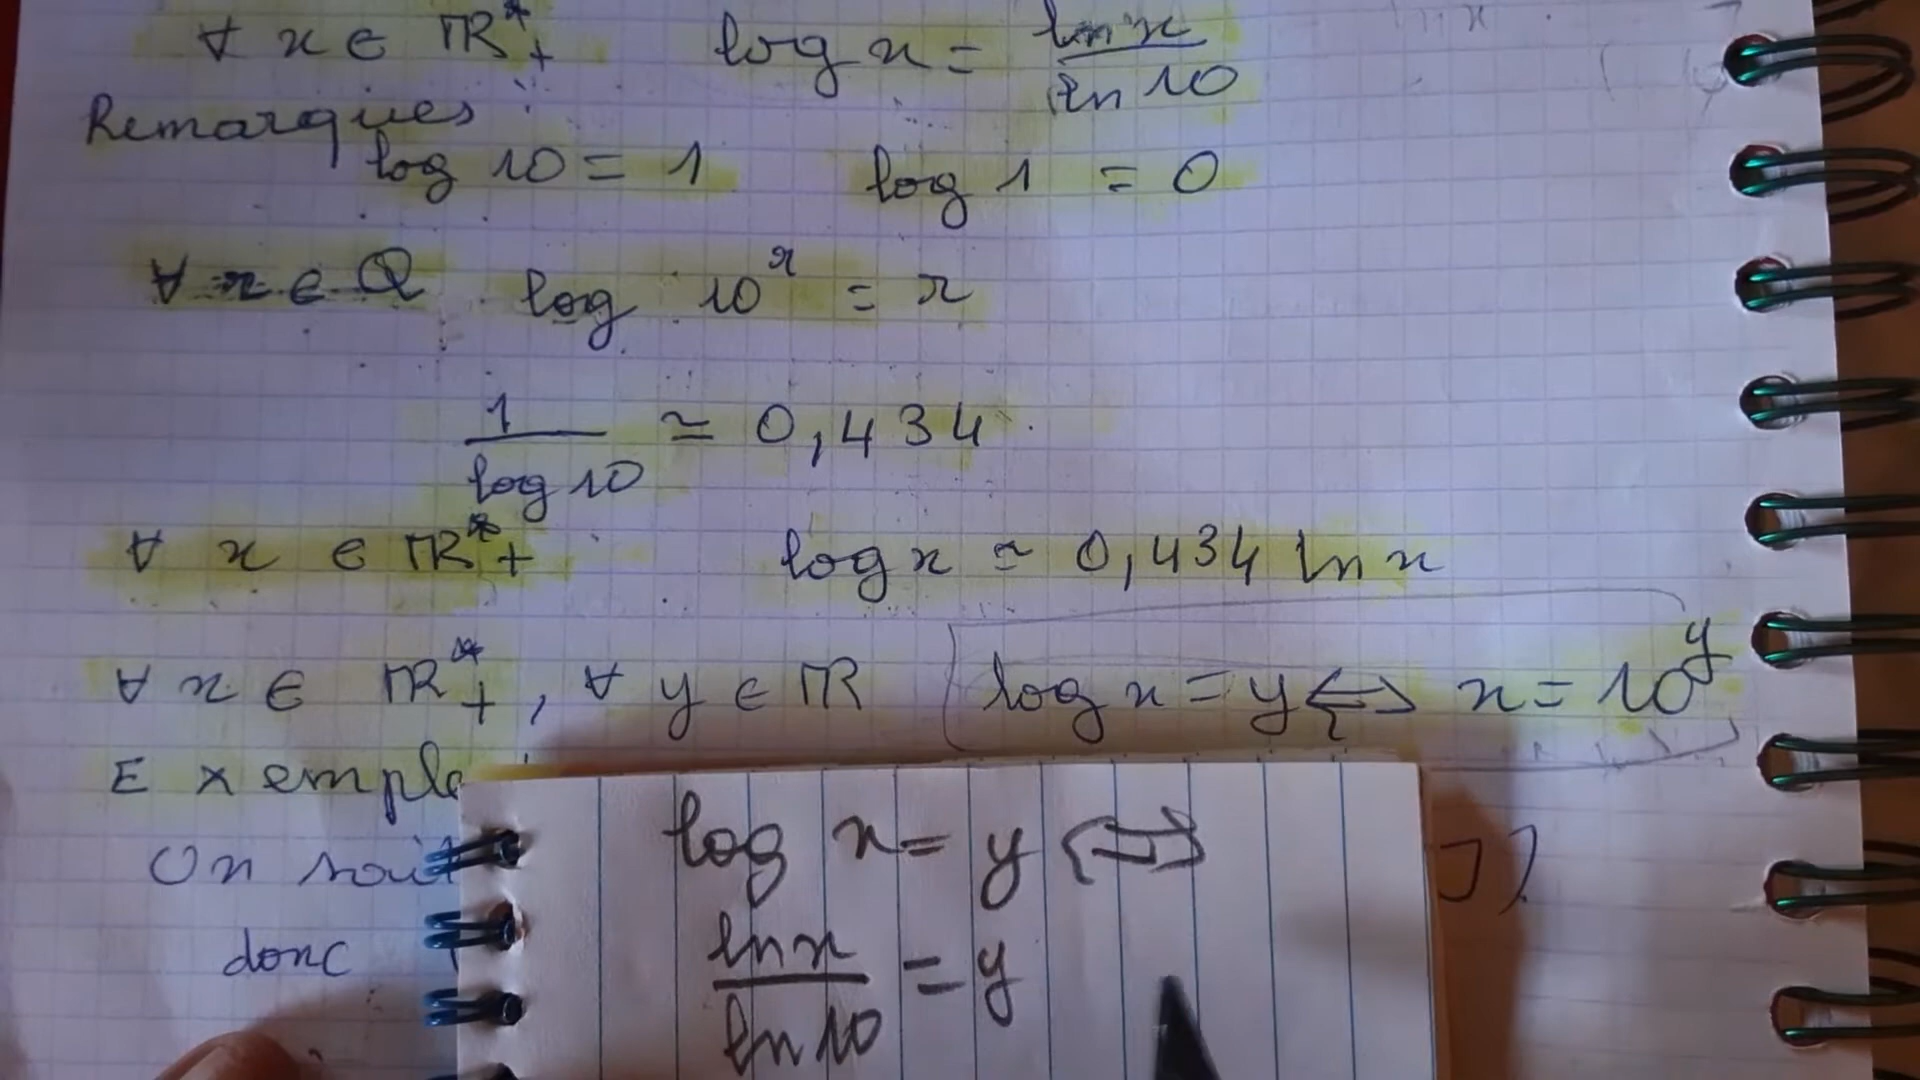 ∀ x ∈ ℝ*₊ log x = ln x / ln 10
Remarques :
log 10 = 1 log 1 = 0
∀ r ∈ ℚ log 10^r = r
1 / log 10 ≃ 0,434
∀ x ∈ ℝ*₊ log x ≃ 0,434 ln x
∀ x ∈ ℝ*₊, ∀ y ∈ ℝ log x = y ⟺ x = 10^y
Exemple
On sait
donc
log x = y ⟺
ln x / ln 10 = y